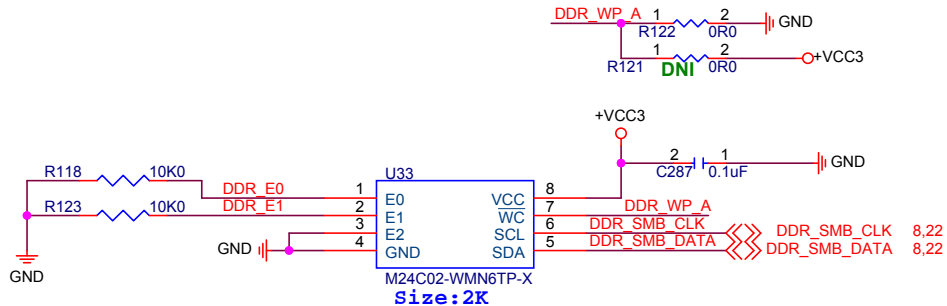 DDR_WP_A 1 2 GND
R122 0R0
1 2 +VCC3
R121 DNI 0R0
+VCC3
2 1 GND
C287 0.1uF
R118 10K0 DDR_E0
R123 10K0 DDR_E1
GND
U33
1 E0 VCC 8
2 E1 WC 7 DDR_WP_A
3 E2 SCL 6 DDR_SMB_CLK DDR_SMB_CLK 8,22
GND 4 GND SDA 5 DDR_SMB_DATA DDR_SMB_DATA 8,22
M24C02-WMN6TP-X
Size:2K